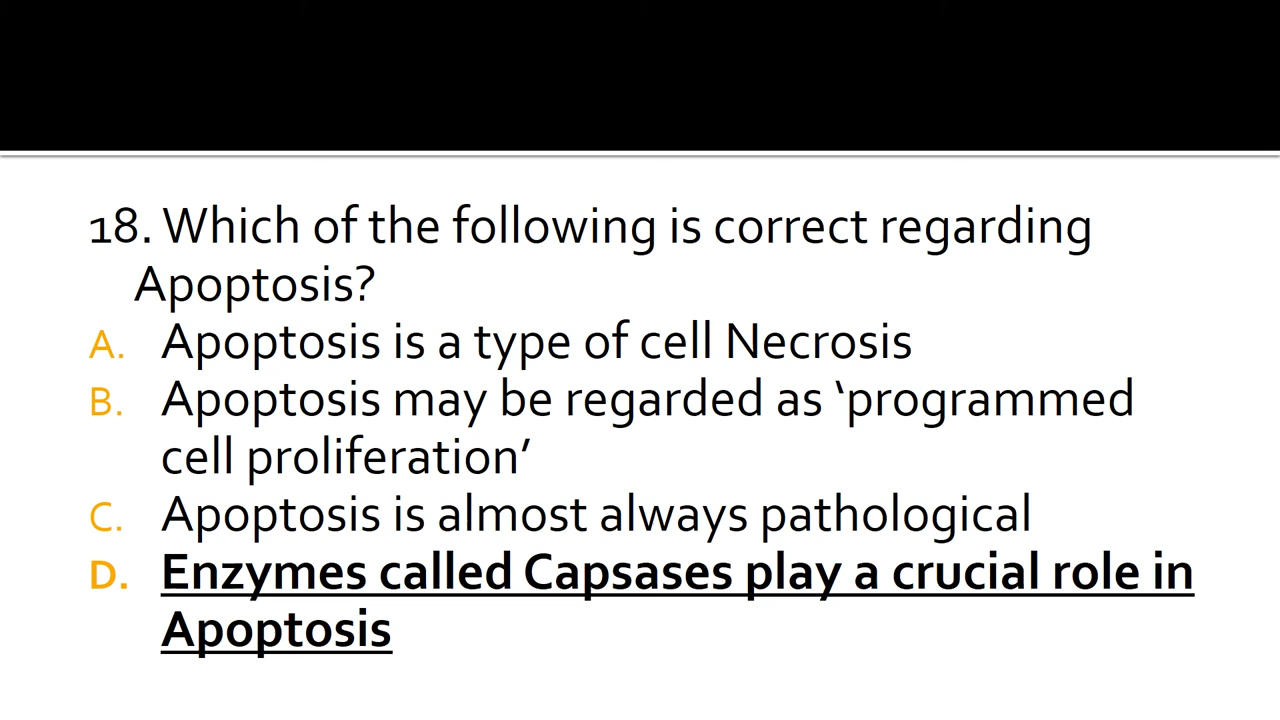 18. Which of the following is correct regarding
Apoptosis?
A. Apoptosis is a type of cell Necrosis
B. Apoptosis may be regarded as ‘programmed
cell proliferation’
C. Apoptosis is almost always pathological
D. Enzymes called Capsases play a crucial role in
Apoptosis